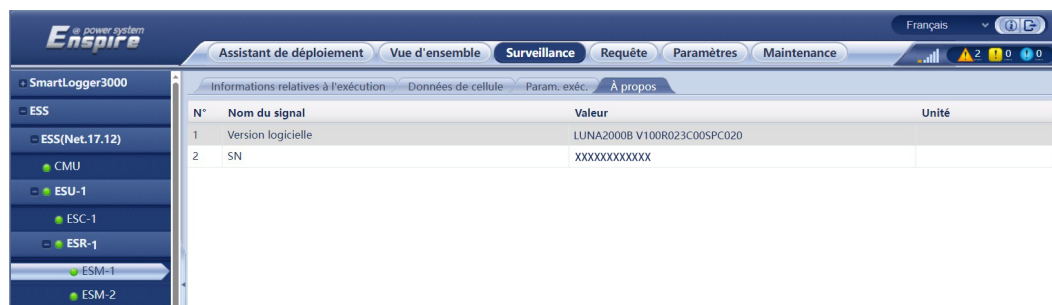 e power system
Enspire
Français
Assistant de déploiement Vue d'ensemble Surveillance Requête Paramètres Maintenance
2 0 0
SmartLogger3000
Informations relatives à l'exécution Données de cellule Param. exéc. À propos
ESS
N° Nom du signal Valeur Unité
ESS(Net.17.12)
1 Version logicielle LUNA2000B V100R023C00SPC020
2 SN XXXXXXXXXXXX
CMU
ESU-1
ESC-1
ESR-1
ESM-1
ESM-2